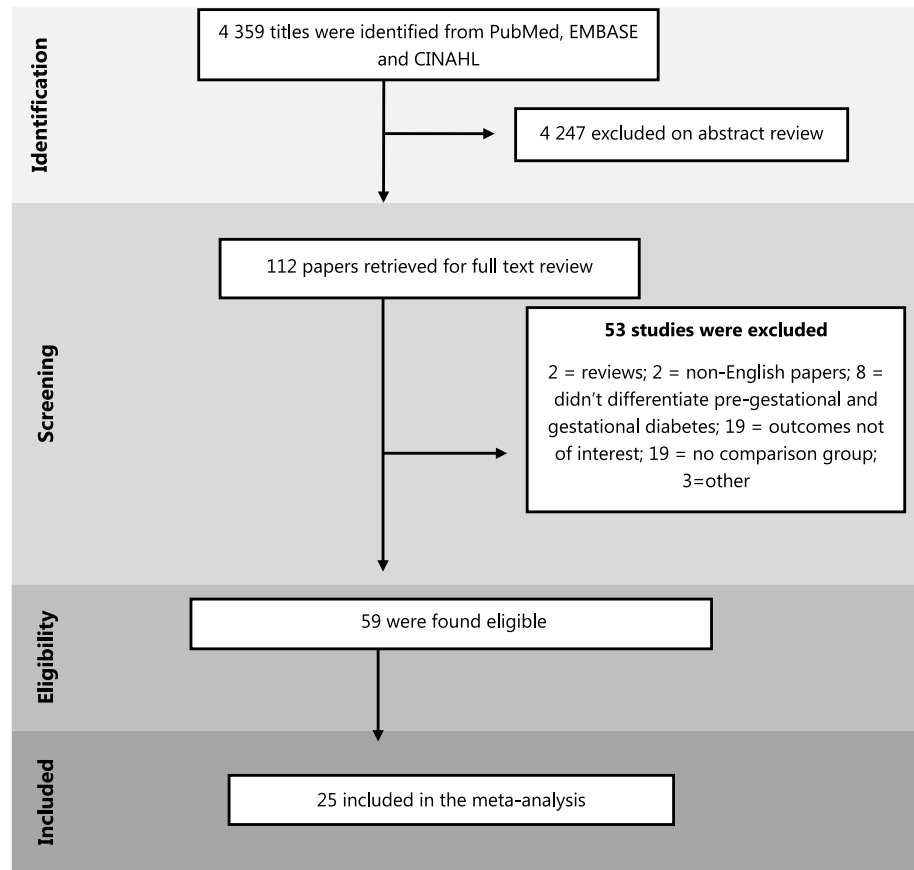 Identification
4 359 titles were identified from PubMed, EMBASE
and CINAHL
4 247 excluded on abstract review
Screening
112 papers retrieved for full text review
53 studies were excluded
2 = reviews; 2 = non-English papers; 8 =
didn't differentiate pre-gestational and
gestational diabetes; 19 = outcomes not
of interest; 19 = no comparison group;
3=other
Eligibility
59 were found eligible
Included
25 included in the meta-analysis